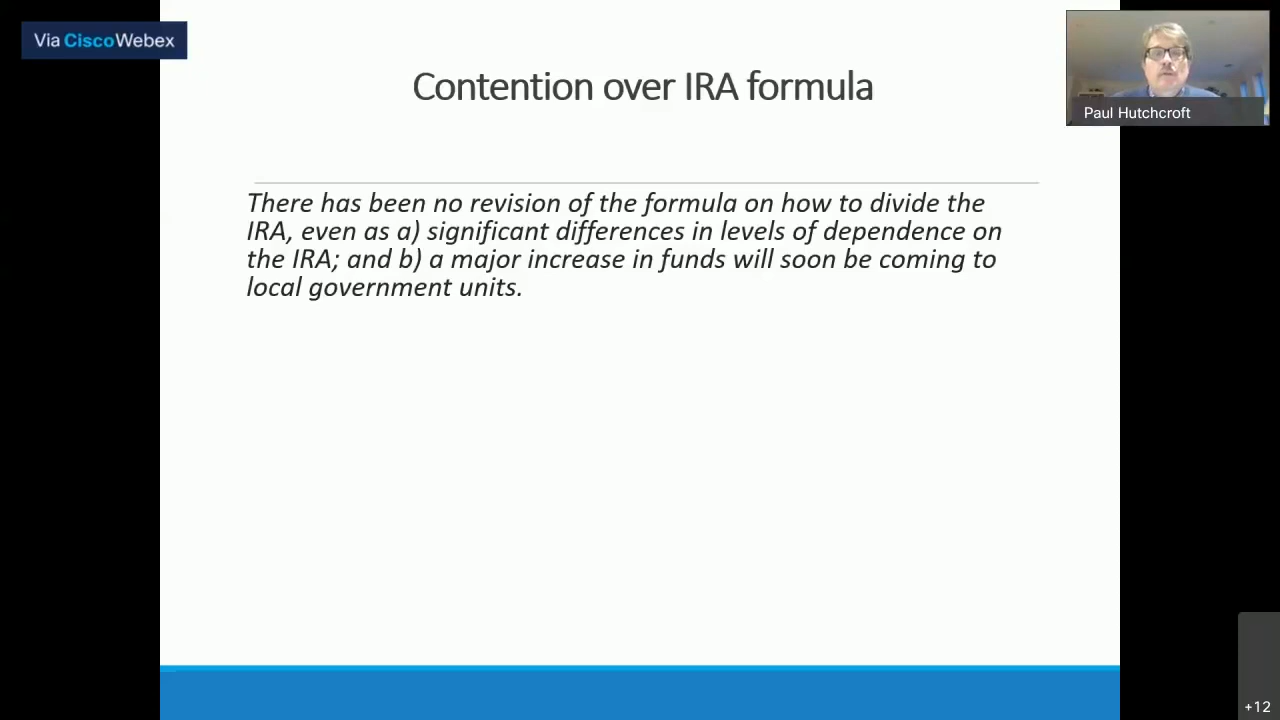 Via CiscoWebex
Contention over IRA formula
Paul Hutchcroft
There has been no revision of the formula on how to divide the
IRA, even as a) significant differences in levels of dependence on
the IRA; and b) a major increase in funds will soon be coming to
local government units.
+12